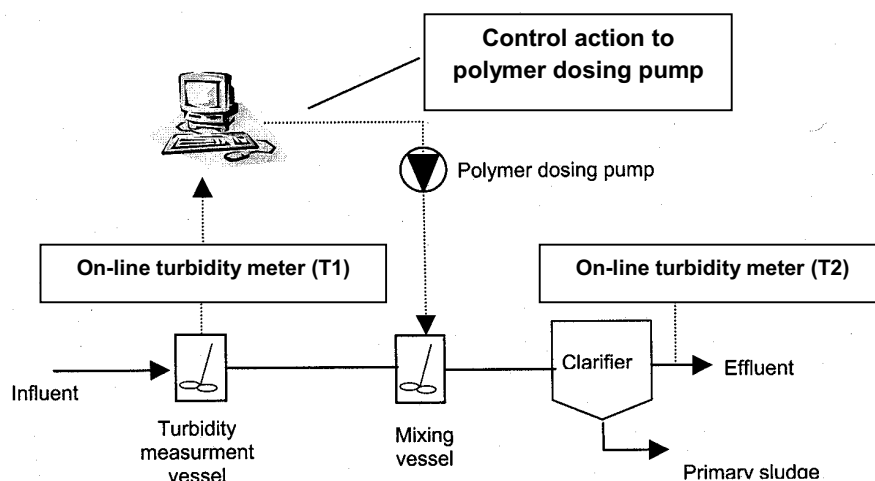 Control action to
polymer dosing pump
Polymer dosing pump
On-line turbidity meter (T1)
On-line turbidity meter (T2)
Influent
Clarifier
Effluent
Turbidity
measurment
vessel
Mixing
vessel
Primary sludge